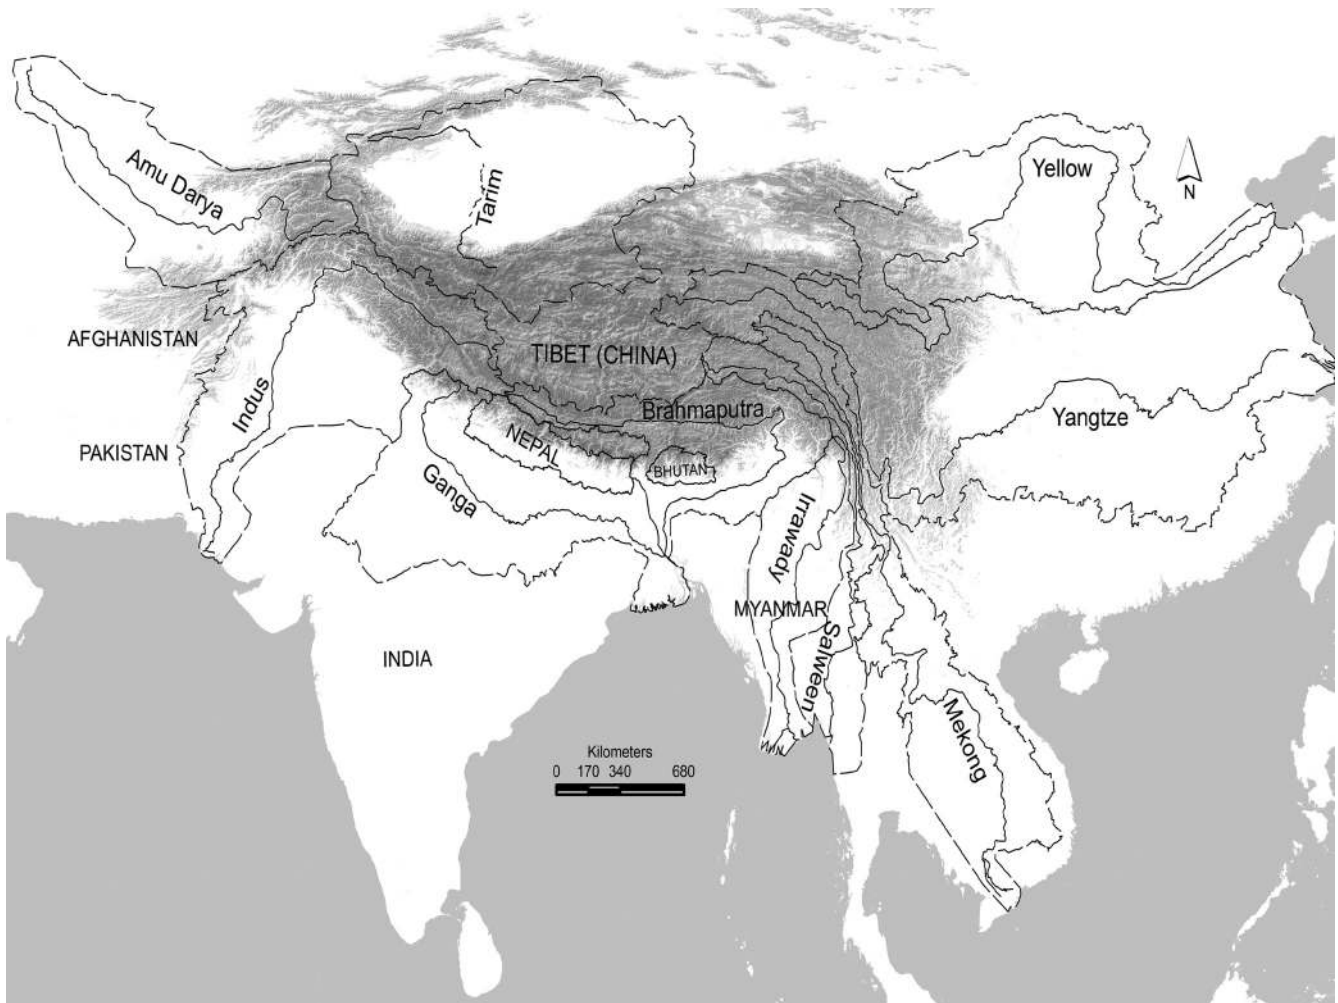 Amu Darya
Tarim
Yellow
N
AFGHANISTAN
TIBET (CHINA)
Indus
Brahmaputra
Yangtze
PAKISTAN
NEPAL
BHUTAN
Ganga
Irrawady
MYANMAR
Salween
INDIA
Mekong
Kilometers
0 170 340 680